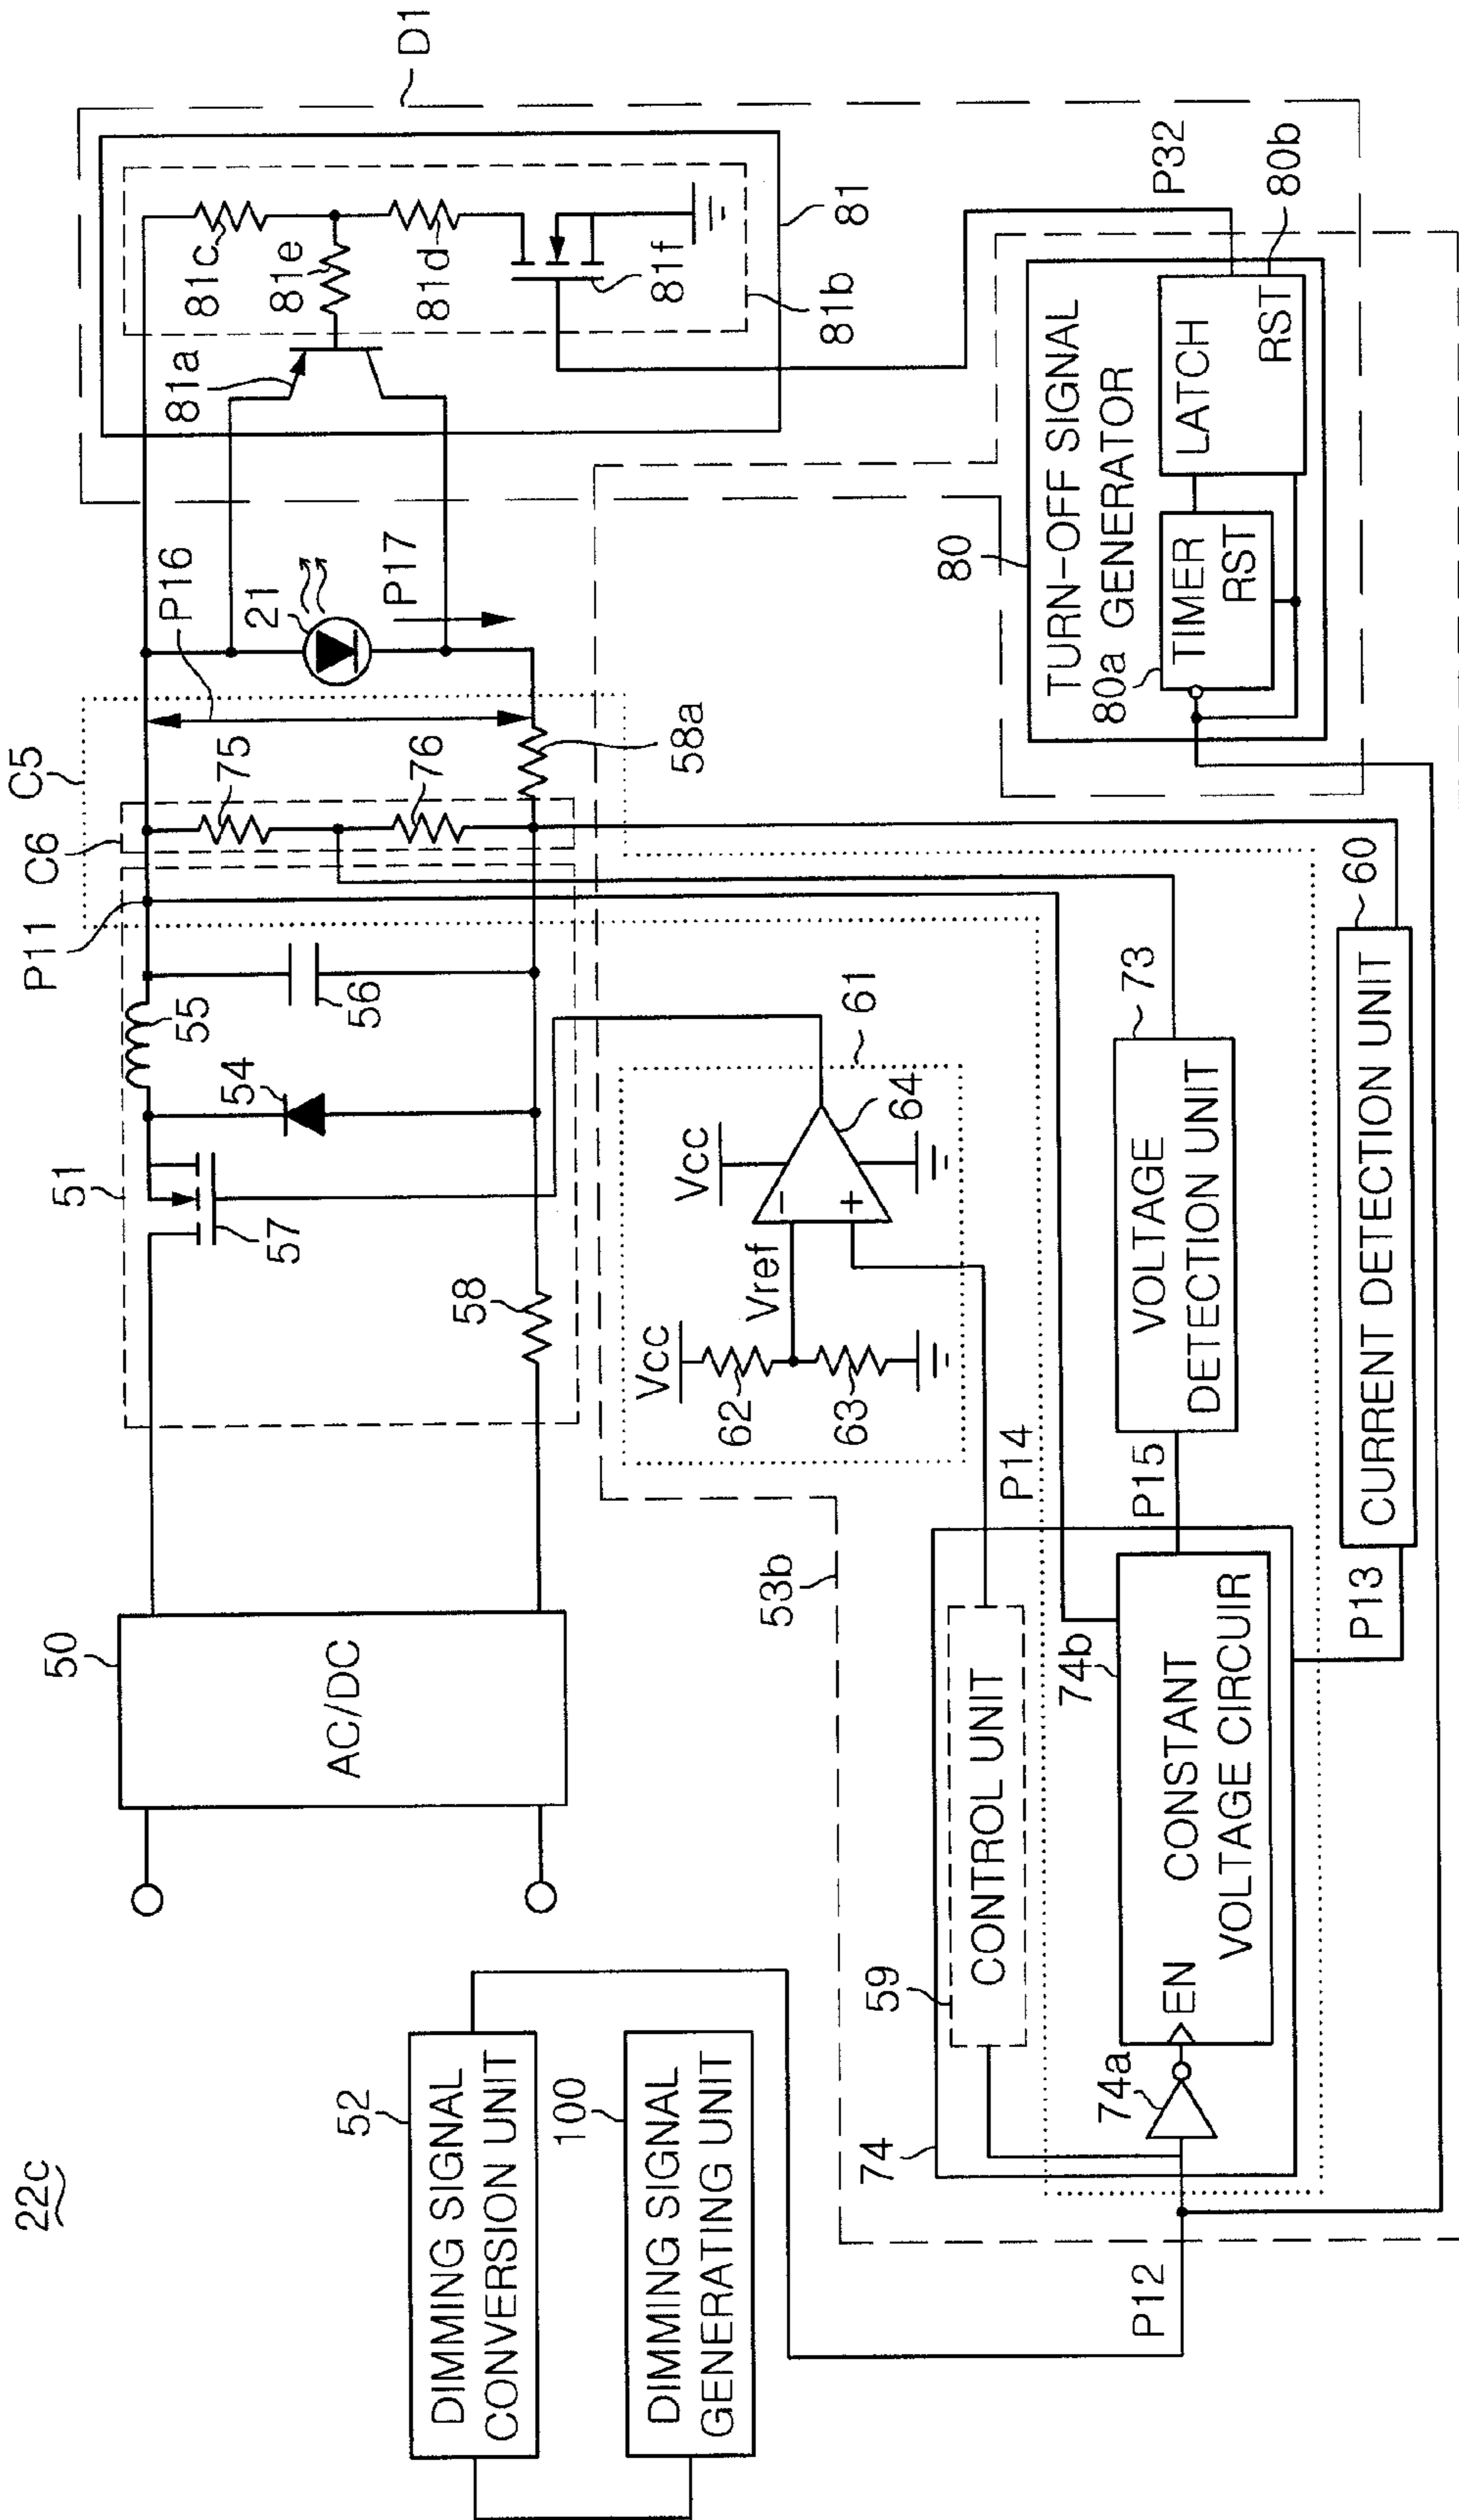 22c
50
AC/DC
51
57
54
55
56
58
P11
C6
C5
75
76
58a
P16
21
P17
D1
81a
81c
81e
81d
81f
81b
81
52
DIMMING SIGNAL
CONVERSION UNIT
100
DIMMING SIGNAL
GENERATING UNIT
P12
53b
61
Vcc
62
63
Vref
Vcc
64
P14
74
59
CONTROL UNIT
74a
EN
74b
CONSTANT
VOLTAGE CIRCUIR
P15
73
VOLTAGE
DETECTION UNIT
P13
60
CURRENT DETECTION UNIT
80
TURN-OFF SIGNAL
GENERATOR
80a
TIMER
RST
LATCH
RST
80b
P32